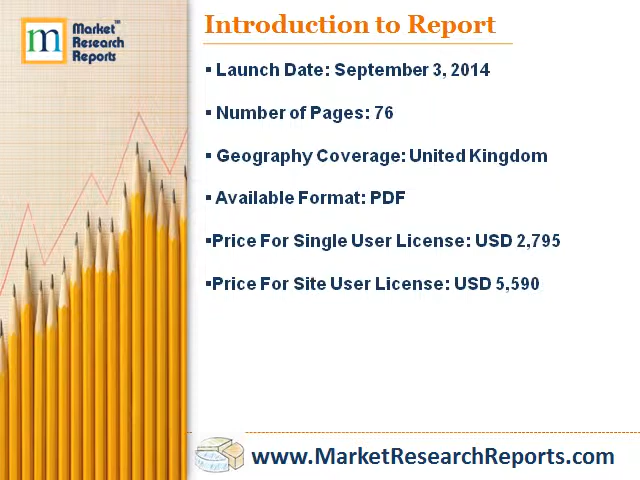 m
Market
Research
Reports
™
Introduction to Report
▪ Launch Date: September 3, 2014
▪ Number of Pages: 76
▪ Geography Coverage: United Kingdom
▪ Available Format: PDF
▪Price For Single User License: USD 2,795
▪Price For Site User License: USD 5,590
www.MarketResearchReports.com